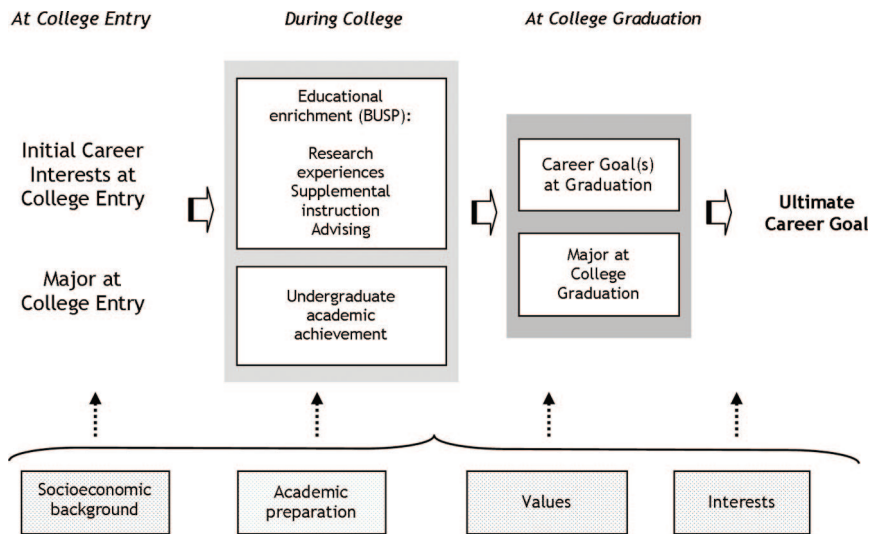 At College Entry
During College
At College Graduation
Initial Career
Interests at
College Entry
Major at
College Entry
Educational
enrichment (BUSP):
Research
experiences
Supplemental
instruction
Advising
Undergraduate
academic
achievement
Career Goal(s)
at Graduation
Major at
College
Graduation
Ultimate
Career Goal
Socioeconomic
background
Academic
preparation
Values
Interests